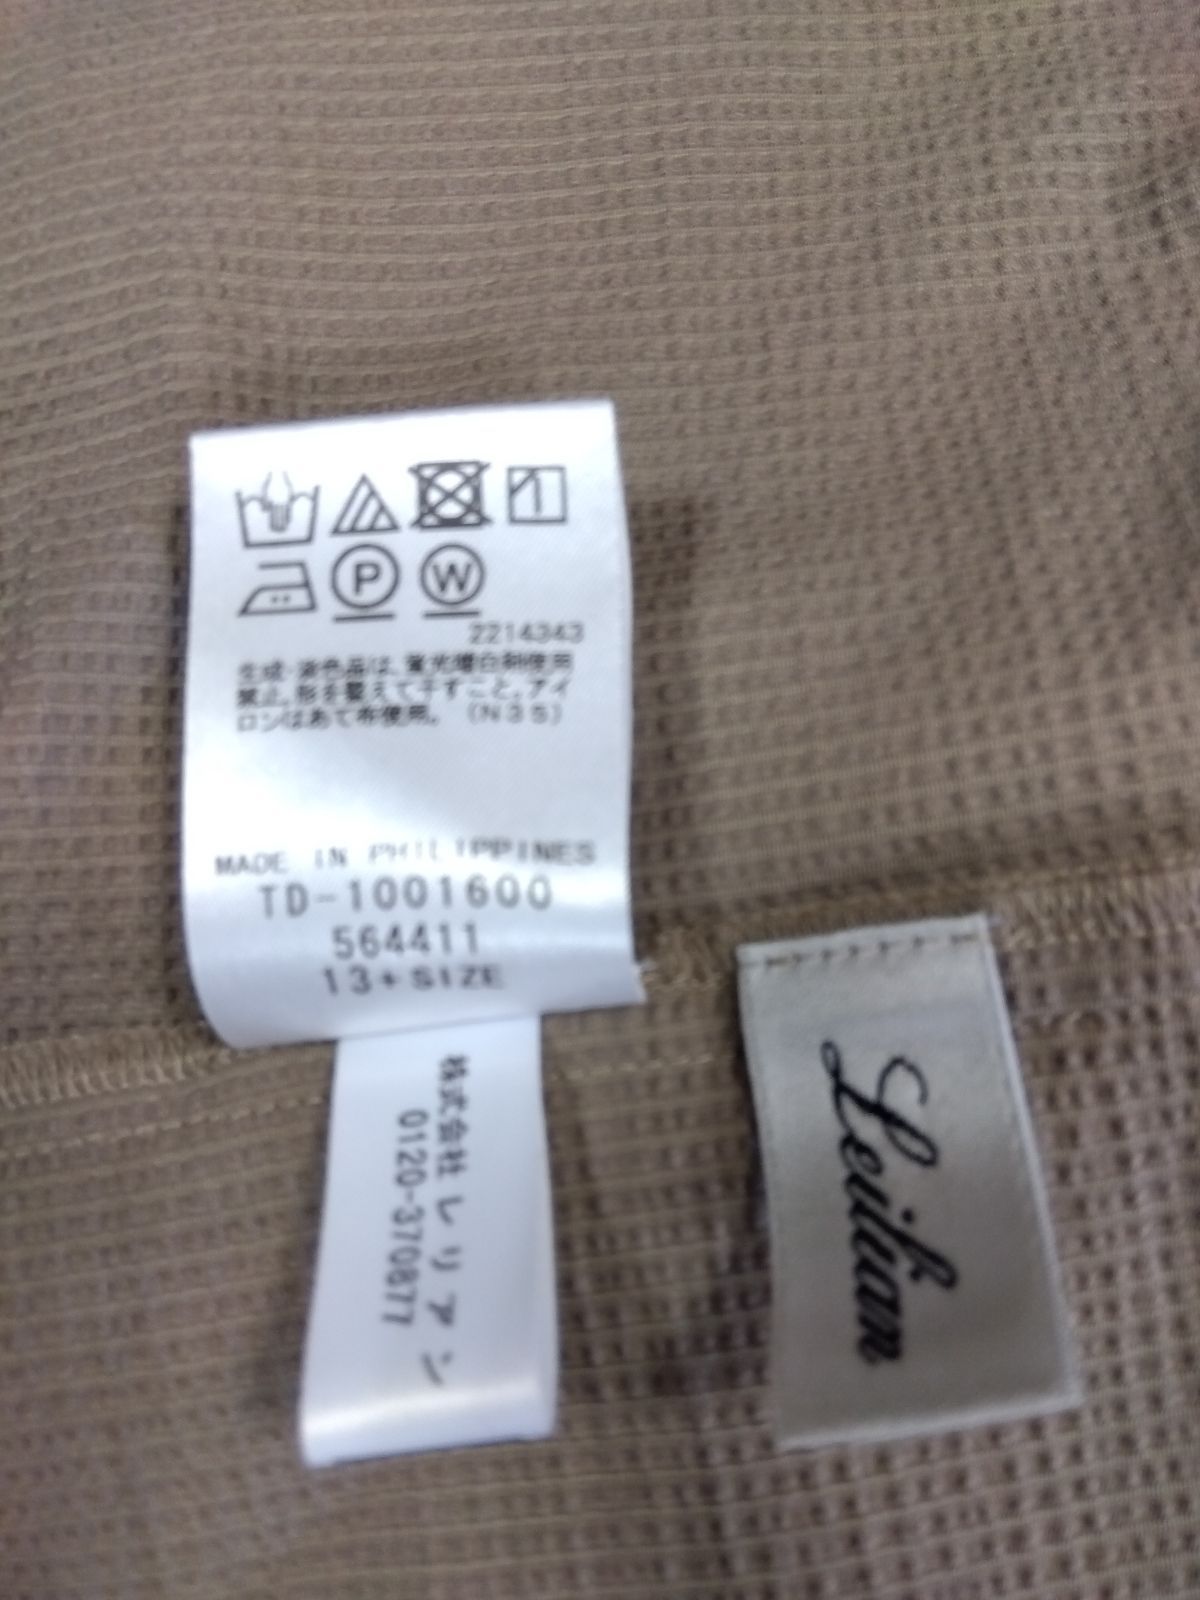 P W
2214343
生成・淡色品は、蛍光増白剤使用
禁止。形を整えて干すこと。アイ
ロンはあて布使用。 (N35)
MADE IN PHILIPPINES
TD-1001600
564411
13+SIZE
株式会社レリアン
0120-370877
Leilian